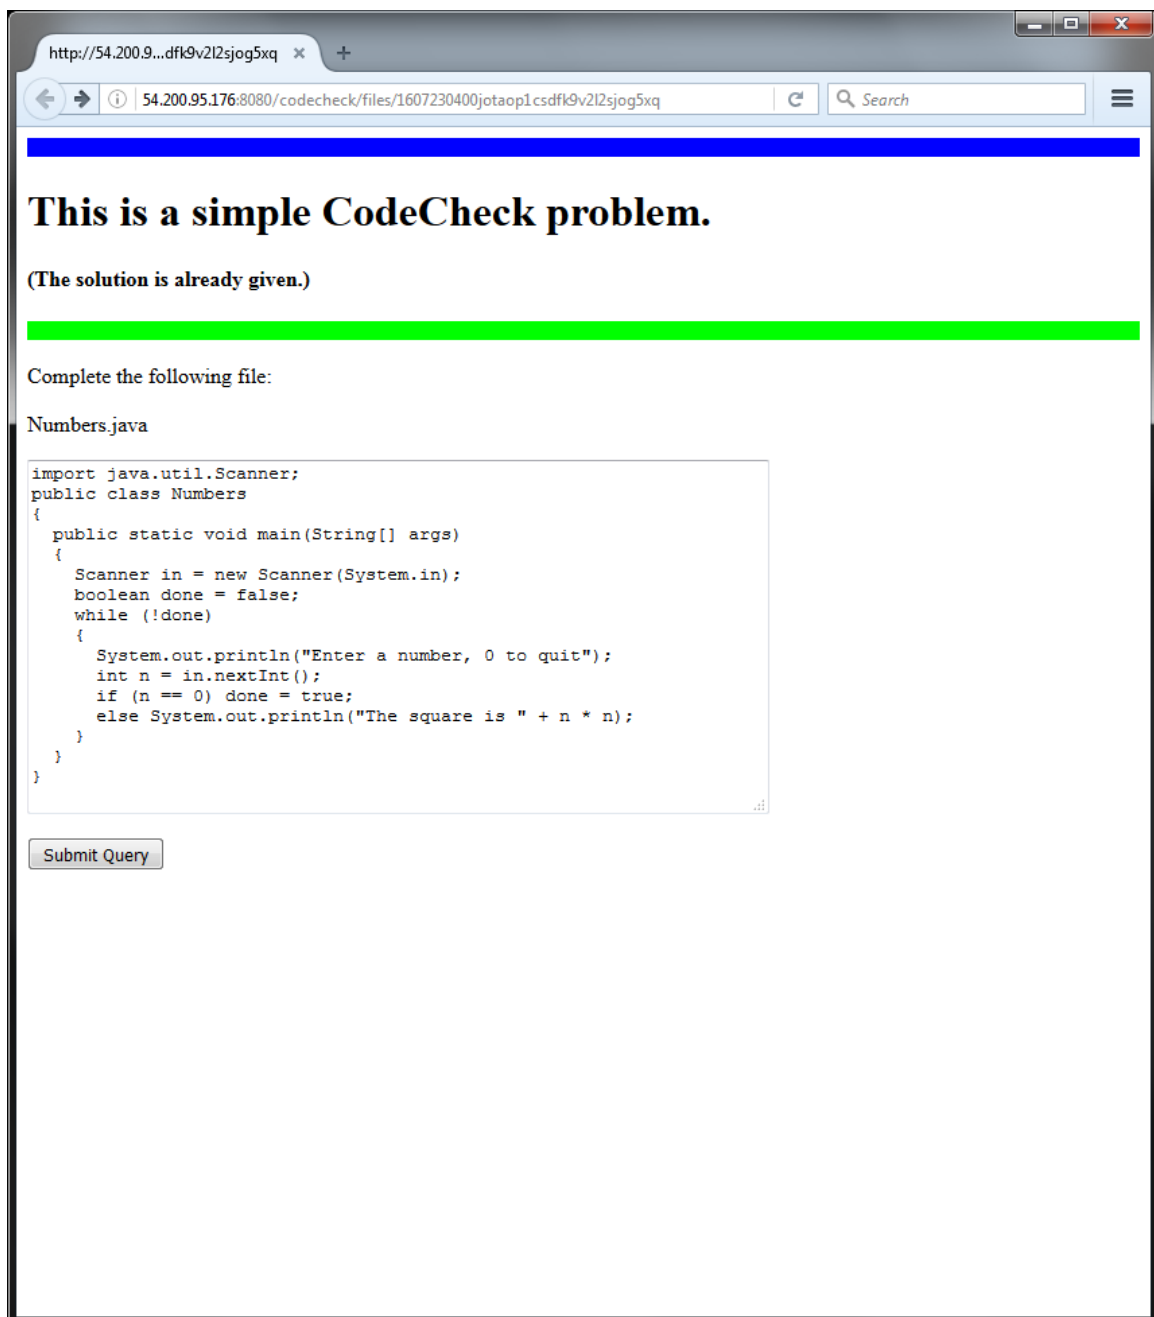 http://54.200.9...dfk9v2l2sjog5xq
54.200.95.176:8080/codecheck/files/1607230400jotaop1csdfk9v2l2sjog5xq
Search
This is a simple CodeCheck problem.
(The solution is already given.)
Complete the following file:
Numbers.java
import java.util.Scanner;
public class Numbers
{
  public static void main(String[] args)
  {
    Scanner in = new Scanner(System.in);
    boolean done = false;
    while (!done)
    {
      System.out.println("Enter a number, 0 to quit");
      int n = in.nextInt();
      if (n == 0) done = true;
      else System.out.println("The square is " + n * n);
    }
  }
}
Submit Query